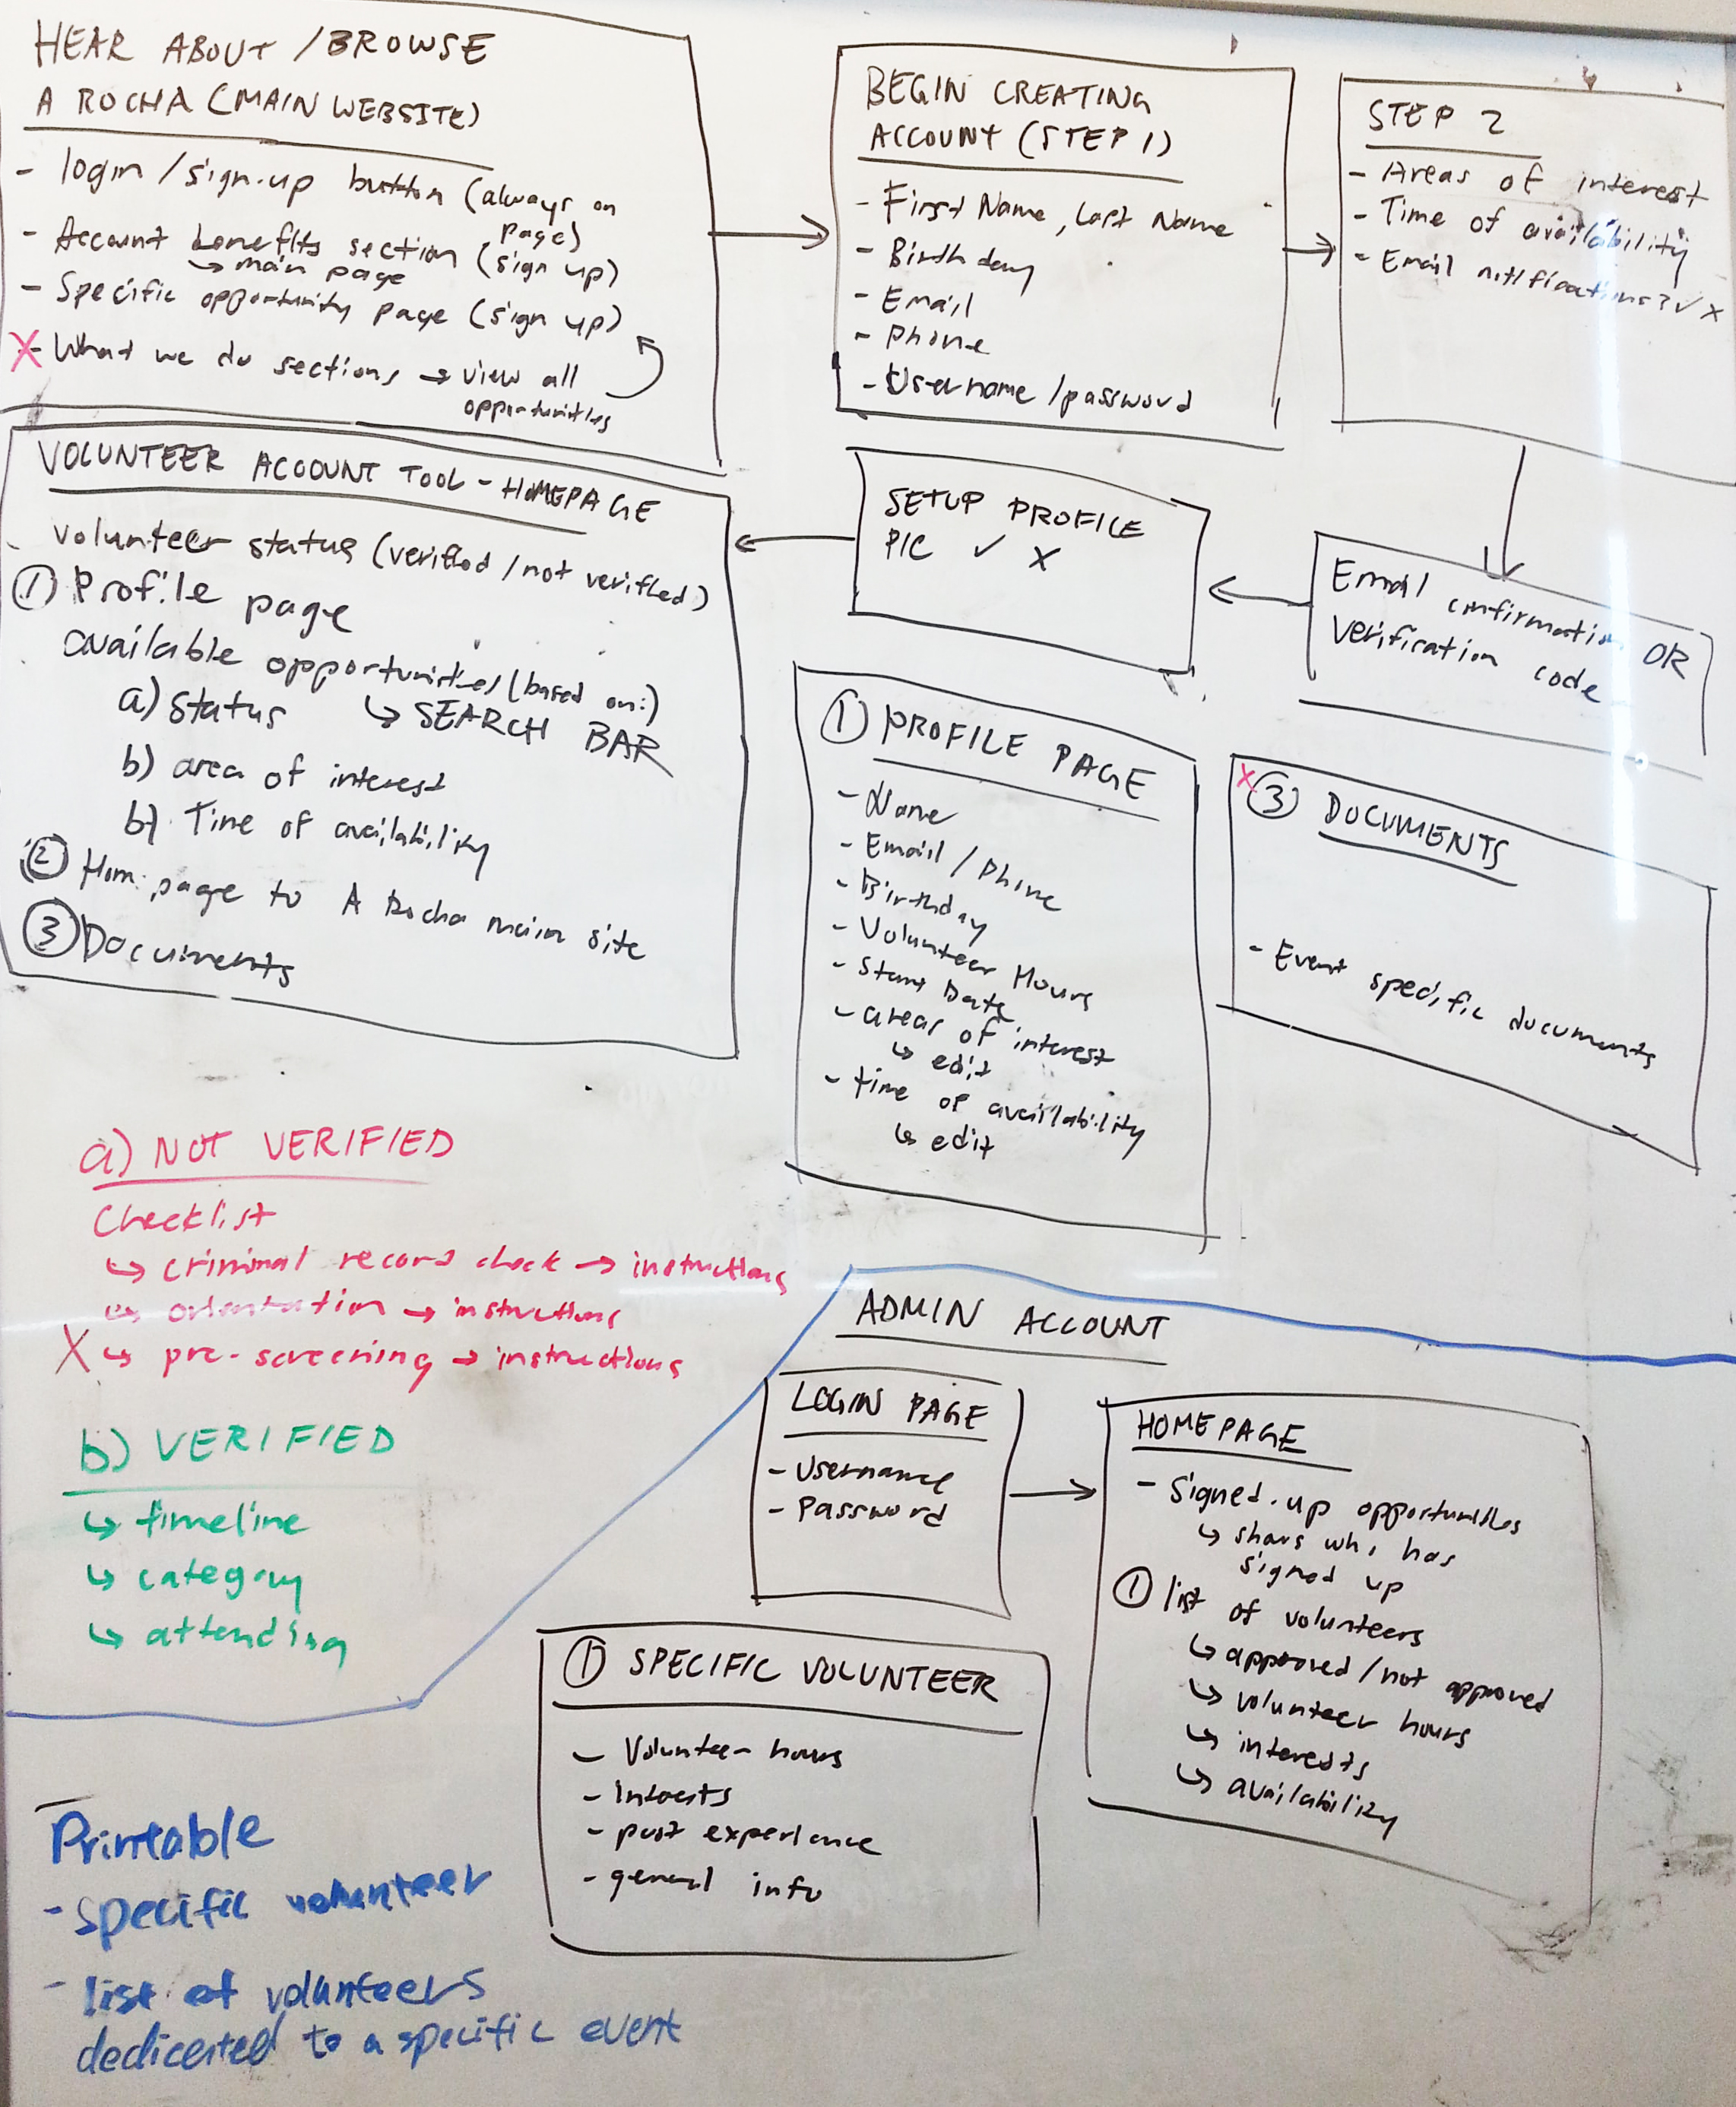 HEAR ABOUT / BROWSE
A ROCHA (MAIN WEBSITE)
- login / sign-up button (always on page)
- Account benefits section (sign up)
↳ main page
- Specific opportunity page (sign up)
X - What we do sections → view all
opportunities
BEGIN CREATING
ACCOUNT (STEP 1)
- First Name, Last Name
- Birthday
- Email
- Phone
- Username / password
STEP 2
- Areas of interest
- Time of availability
- Email notifications? ✓ X
Email confirmation OR
verification code
SETUP PROFILE
PIC ✓ X
VOLUNTEER ACCOUNT TOOL - HOMEPAGE
- volunteer status (verified / not verified)
① Profile page
available opportunities (based on:)
↳ SEARCH BAR
a) status
b) area of interest
b) Time of availability
② Home page to A Rocha main site
③ Documents
① PROFILE PAGE
- Name
- Email / Phone
- Birthday
- Volunteer Hours
- Start Date
- areas of interest
↳ edit
- time of availability
↳ edit
X ③ DOCUMENTS
- Event specific documents
a) NOT VERIFIED
Checklist
↳ criminal record check → instructions
↳ orientation → instructions
X ↳ pre-screening → instructions
b) VERIFIED
↳ timeline
↳ category
↳ attending
ADMIN ACCOUNT
LOGIN PAGE
- Username
- Password
HOMEPAGE
- Signed-up opportunities
↳ shows who has
signed up
① list of volunteers
↳ approved / not approved
↳ volunteer hours
↳ interests
↳ availability
① SPECIFIC VOLUNTEER
- Volunteer hours
- Interests
- past experience
- general info
Printable
- specific volunteer
- list of volunteers
dedicated to a specific event